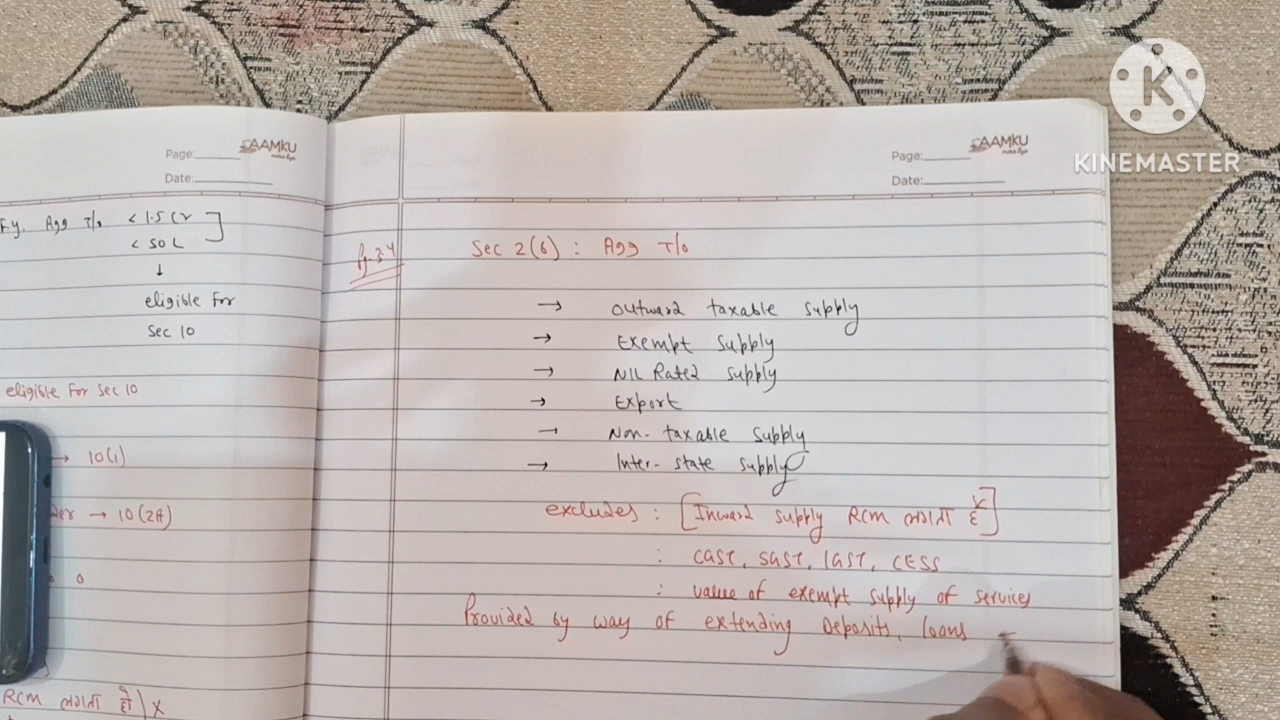 Page:
SAAMKU
Date:
F.Y. Agg T/o < 1.5 Cr
< 50 L
↓
eligible For
Sec 10
eligible For Sec 10
→ 10(1)
→ 10(2A)
RCM लगता है) X
Page:
SAAMKU
Date:
Pg-3.4
Sec 2(6) : Agg T/o
→ Outward taxable supply
→ Exempt supply
→ NIL Rated supply
→ Export
→ Non-taxable supply
→ Inter-state supply
excludes : [Inward supply RCM लगता है]
: CGST, SGST, IGST, CESS
: value of exempt supply of services
Provided by way of extending Deposits, loans
K
KINEMASTER